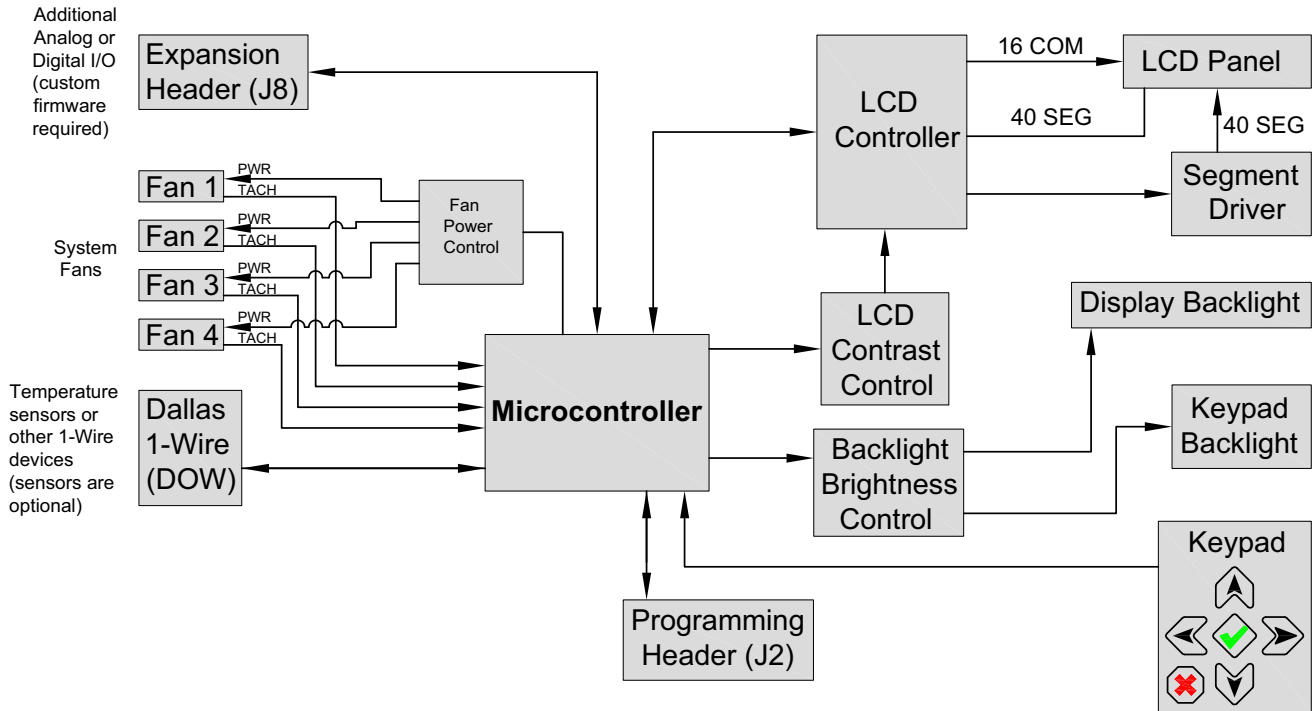 Additional
Analog or
Digital I/O
(custom
firmware
required)
Expansion
Header (J8)
System
Fans
Fan 1
PWR
TACH
Fan 2
PWR
TACH
Fan 3
PWR
TACH
Fan 4
PWR
TACH
Fan
Power
Control
Temperature
sensors or
other 1-Wire
devices
(sensors are
optional)
Dallas
1-Wire
(DOW)
Microcontroller
Programming
Header (J2)
LCD
Controller
16 COM
40 SEG
LCD Panel
40 SEG
Segment
Driver
LCD
Contrast
Control
Backlight
Brightness
Control
Display Backlight
Keypad
Backlight
Keypad